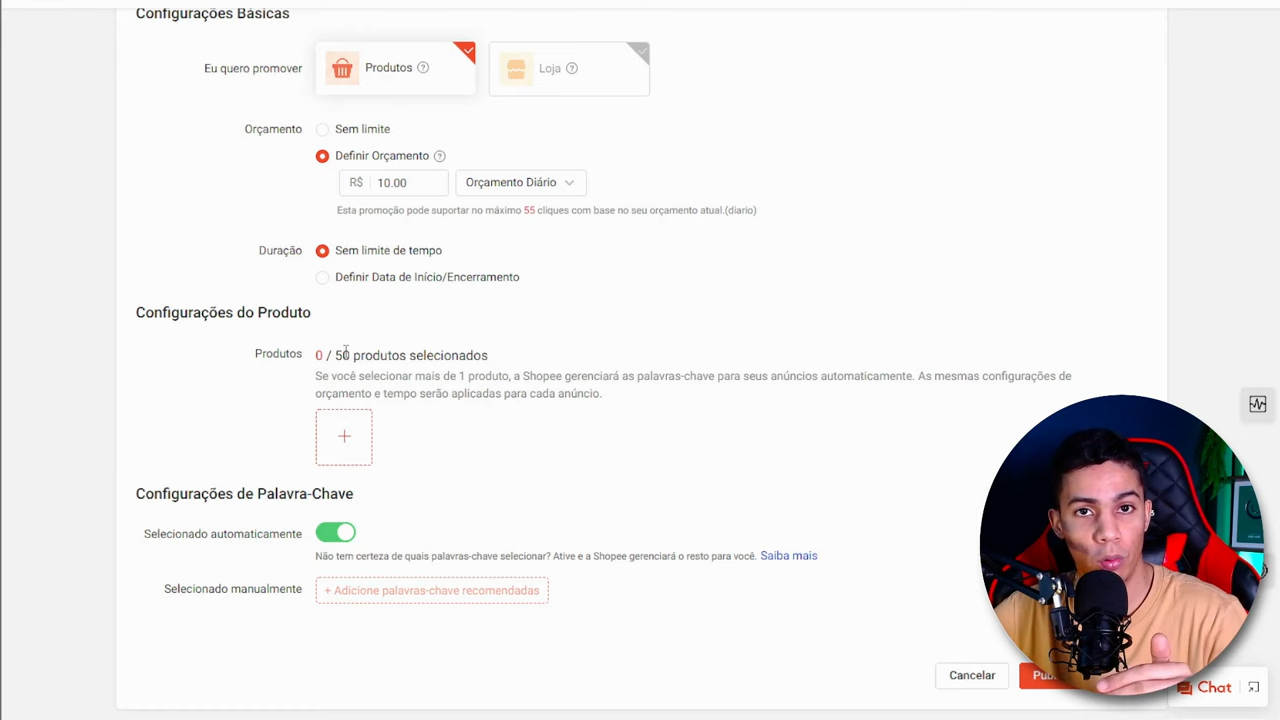 Configurações Básicas
Eu quero promover
Produtos
Loja
Orçamento
Sem limite
Definir Orçamento
R$ 10.00
Orçamento Diário
Esta promoção pode suportar no máximo 55 cliques com base no seu orçamento atual.(diario)
Duração
Sem limite de tempo
Definir Data de Início/Encerramento
Configurações do Produto
Produtos
0 / 50 produtos selecionados
Se você selecionar mais de 1 produto, a Shopee gerenciará as palavras-chave para seus anúncios automaticamente. As mesmas configurações de
orçamento e tempo serão aplicadas para cada anúncio.
Configurações de Palavra-Chave
Selecionado automaticamente
Não tem certeza de quais palavras-chave selecionar? Ative e a Shopee gerenciará o resto para você. Saiba mais
Selecionado manualmente
+ Adicione palavras-chave recomendadas
Cancelar
Chat